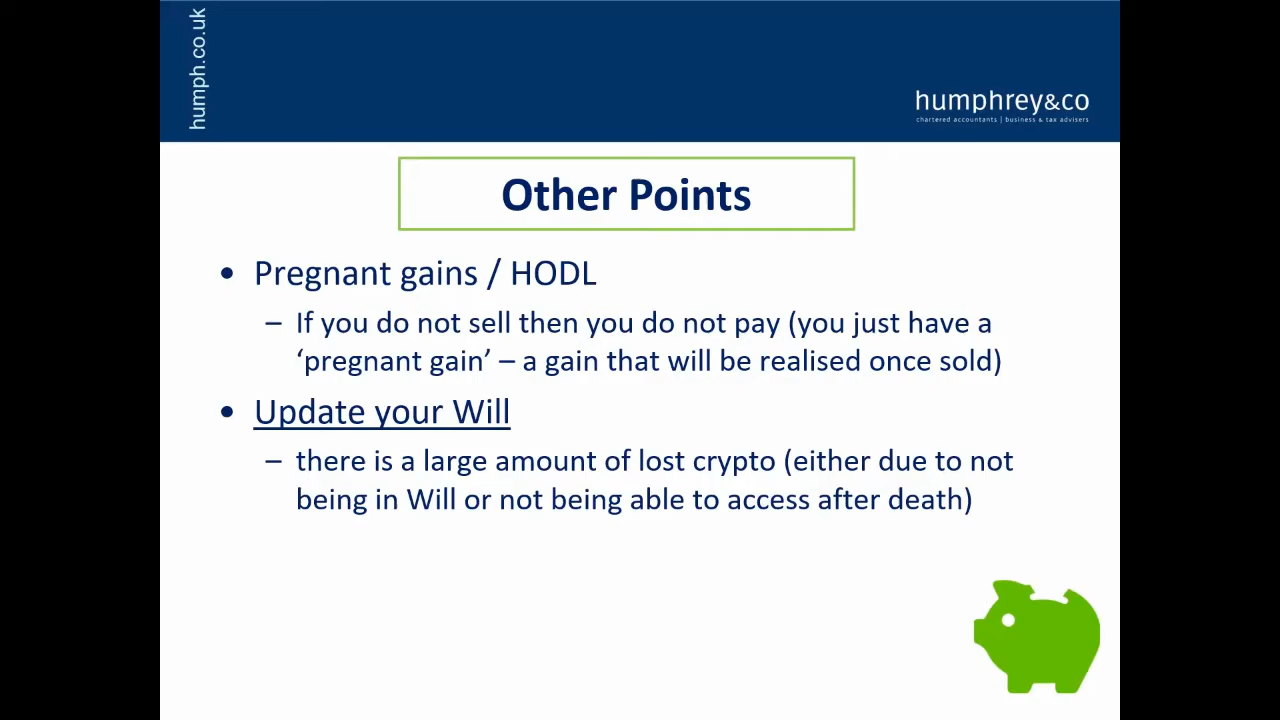 humph.co.uk
humphrey&co
chartered accountants | business & tax advisers
Other Points
• Pregnant gains / HODL
– If you do not sell then you do not pay (you just have a
‘pregnant gain’ – a gain that will be realised once sold)
• Update your Will
– there is a large amount of lost crypto (either due to not
being in Will or not being able to access after death)